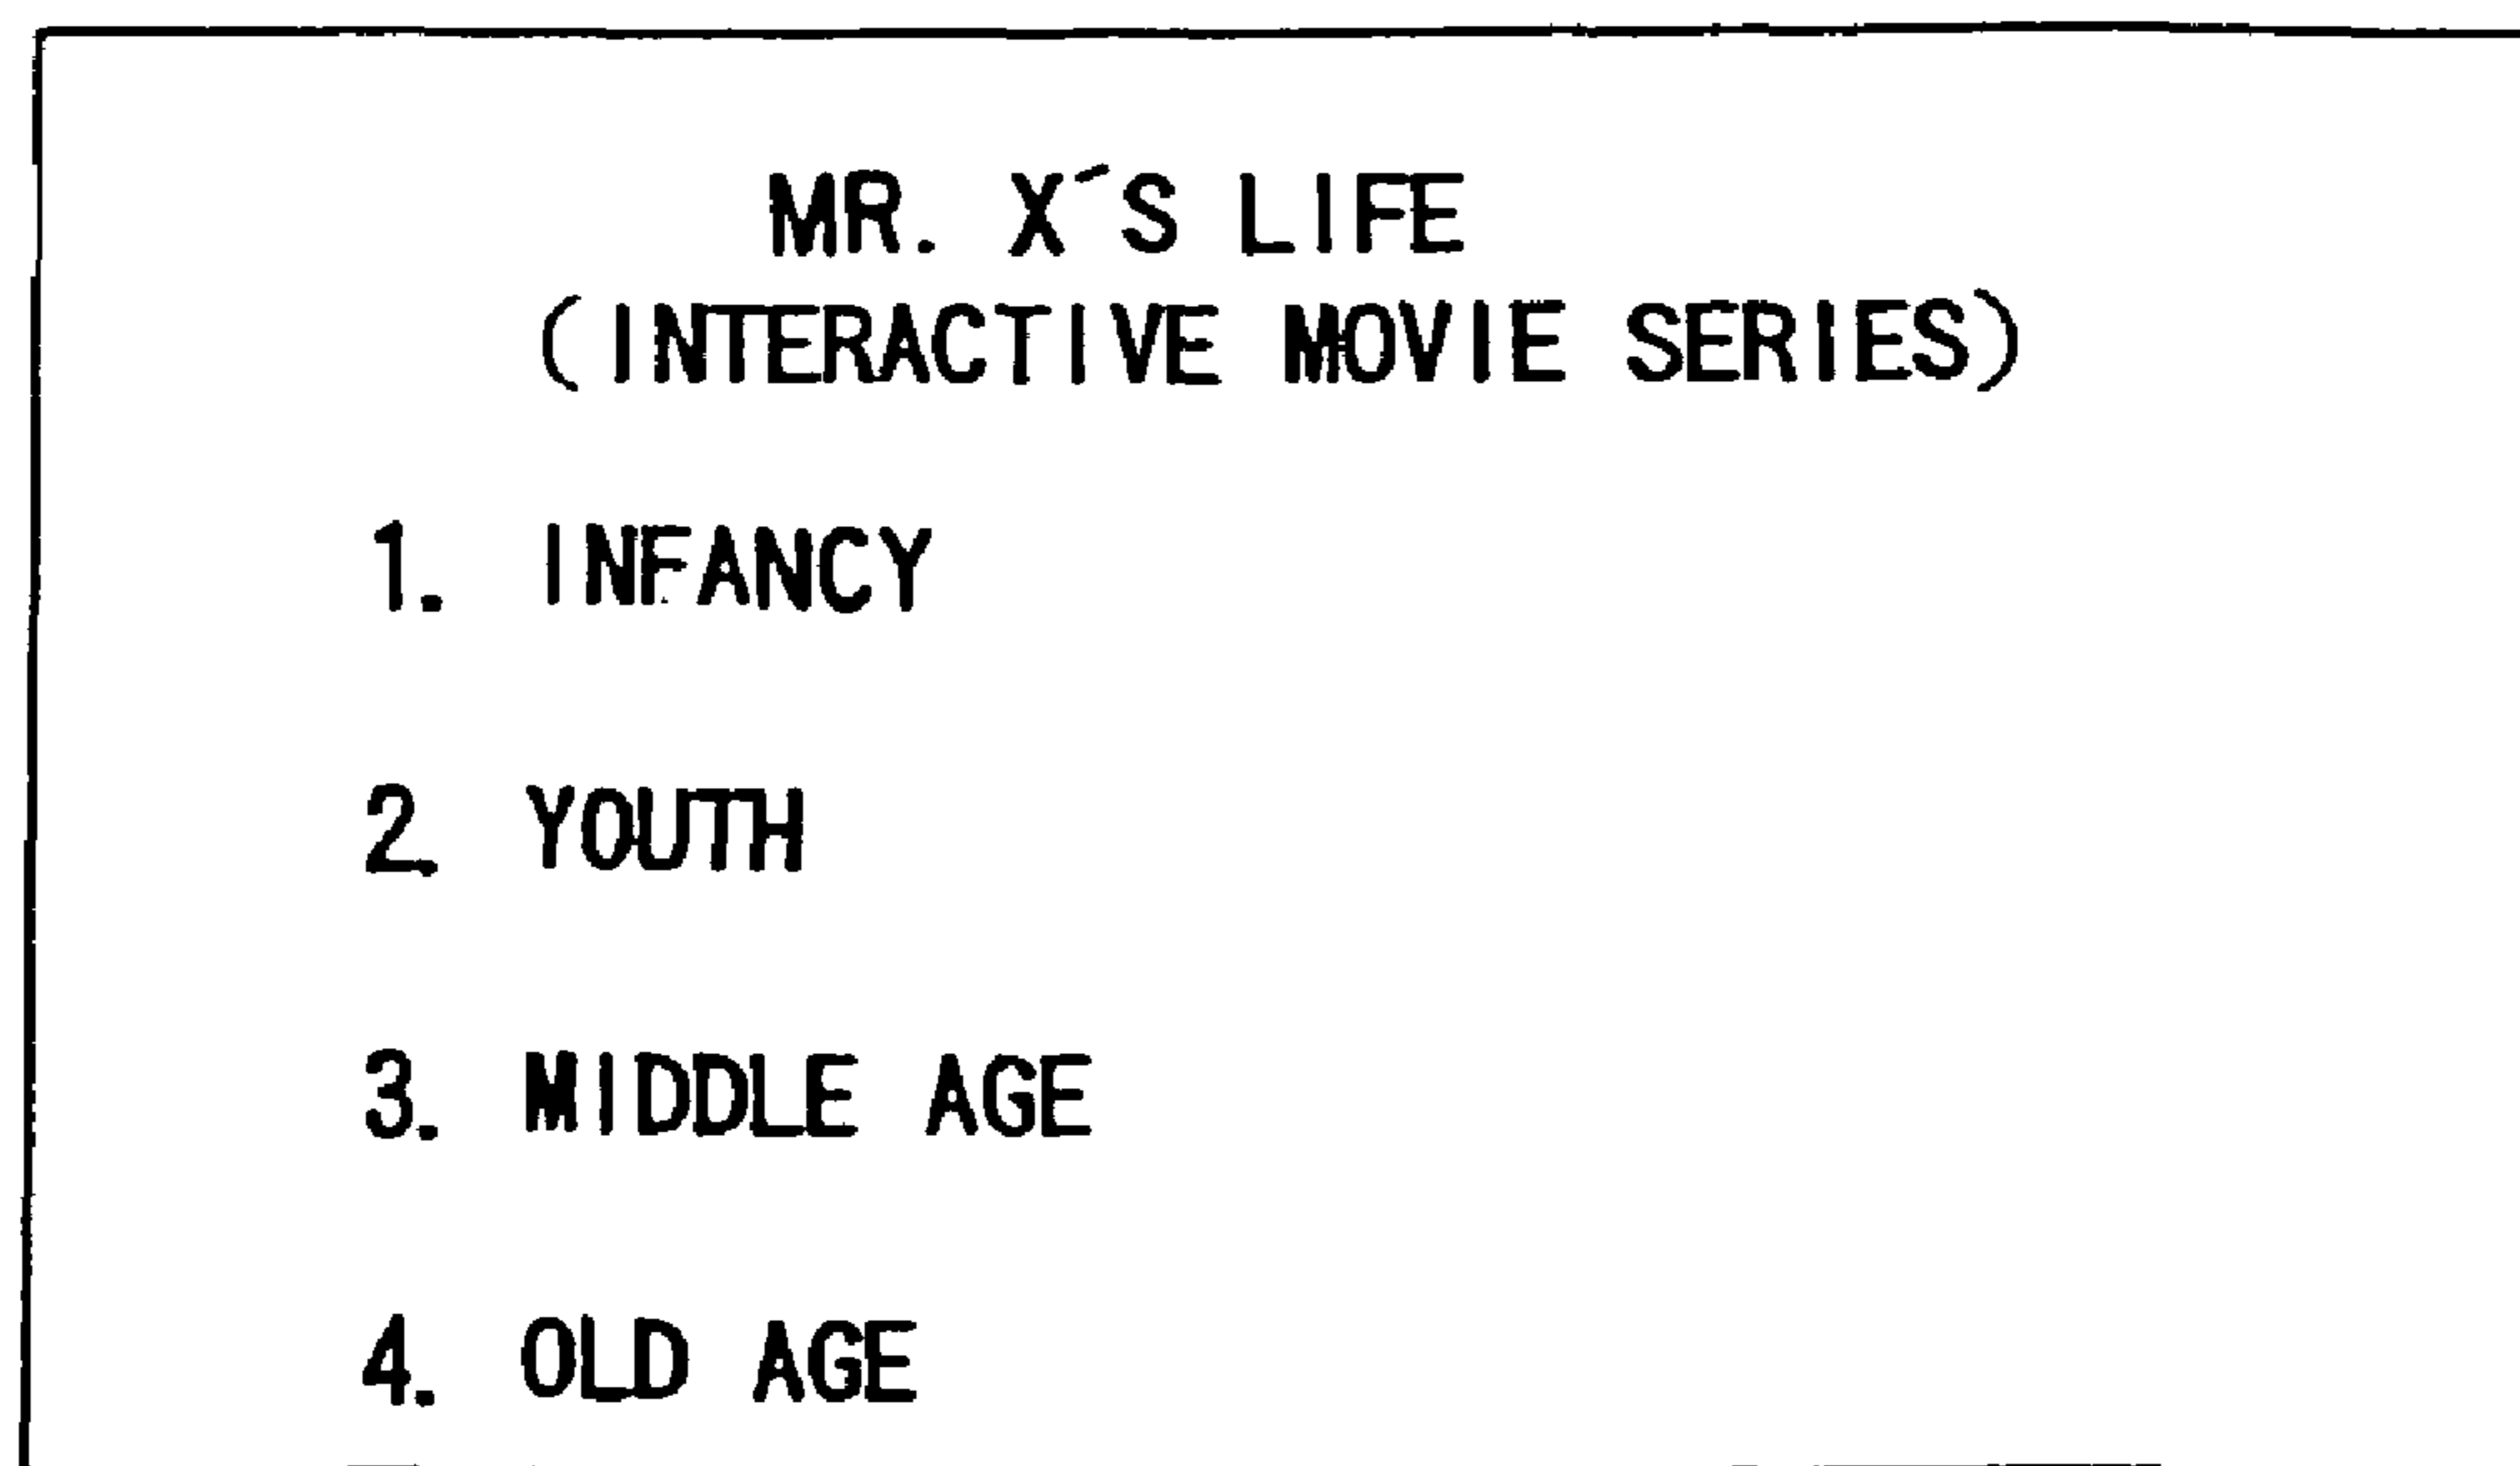 MR. X´S LIFE
(INTERACTIVE MOVIE SERIES)
1. INFANCY
2. YOUTH
3. MIDDLE AGE
4. OLD AGE